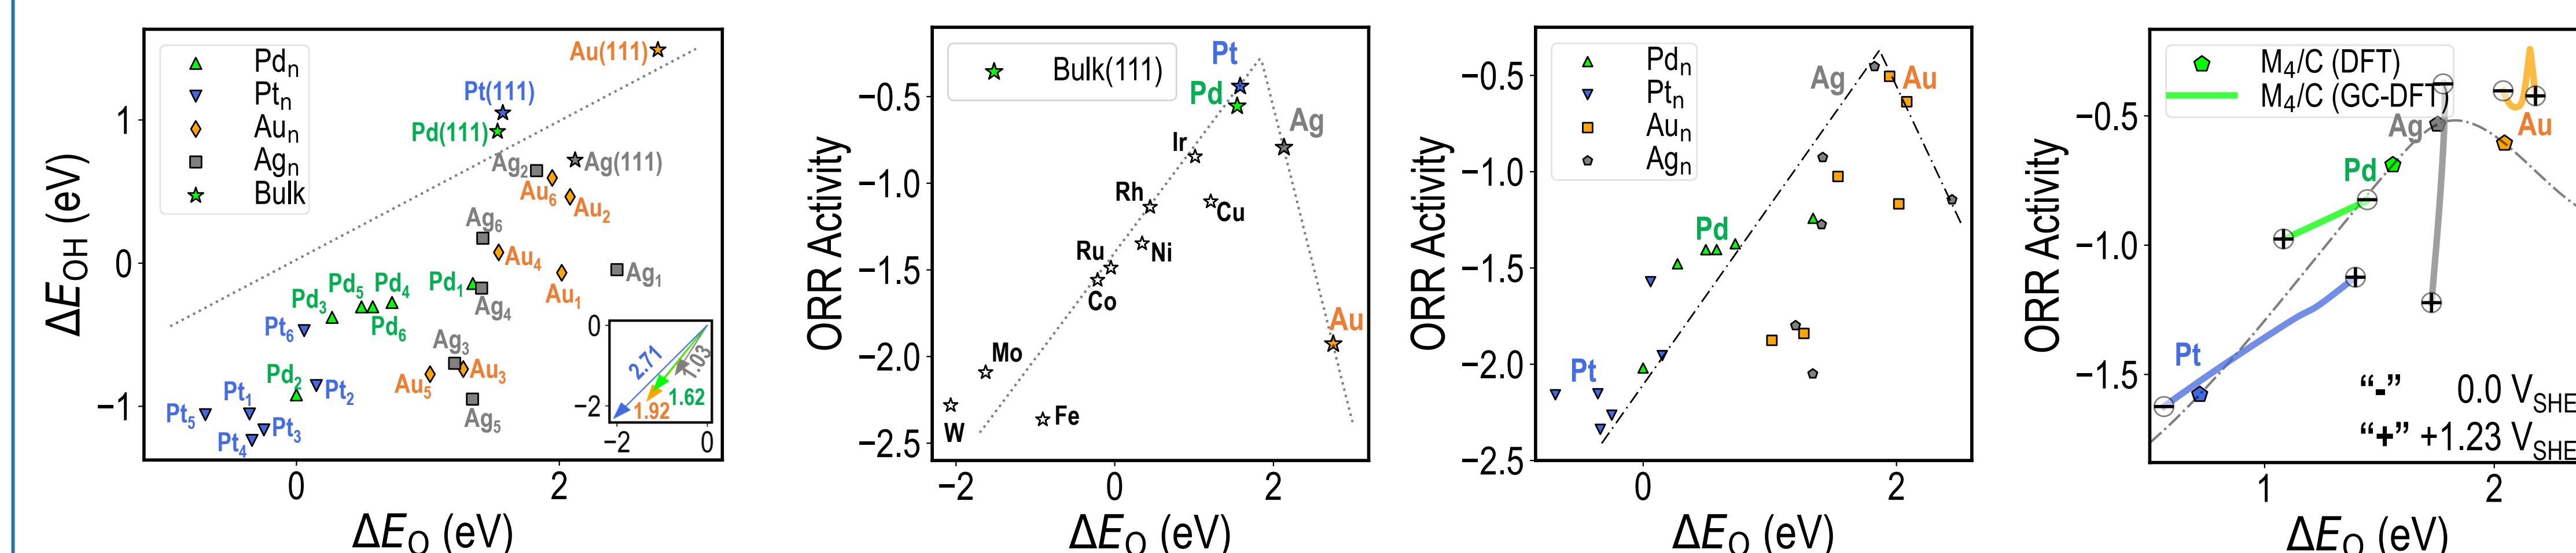 Pdn
Ptn
Aun
Agn
Bulk
Au(111)
Pt(111)
Pd(111)
Ag(111)
Ag2
Au6
Au2
Ag6
Au4
Ag1
Au1
Pd5
Pd4
Pd1
Pd3
Ag4
Pd6
Pt6
Ag3
Au3
Pd2
Au5
Pt1
Pt2
Pt5
Pt3
Ag5
Pt4
1
0
−1
0
2
ΔEOH (eV)
ΔEO (eV)
0
−2
−2
0
2.71
1.03
1.92
1.62
Bulk(111)
Pt
Pd
Ag
Ir
Rh
Cu
Ru
Ni
Co
Au
Mo
W
Fe
−0.5
−1.0
−1.5
−2.0
−2.5
−2
0
2
ORR Activity
ΔEO (eV)
Pdn
Ptn
Aun
Agn
Ag
Au
Pd
Pt
−0.5
−1.0
−1.5
−2.0
−2.5
0
2
ORR Activity
ΔEO (eV)
M4/C (DFT)
M4/C (GC-DFT)
Ag
Au
Pd
Pt
“-” 0.0 VSHE
“+” +1.23 VSHE
−0.5
−1.0
−1.5
1
2
ORR Activity
ΔEO (eV)